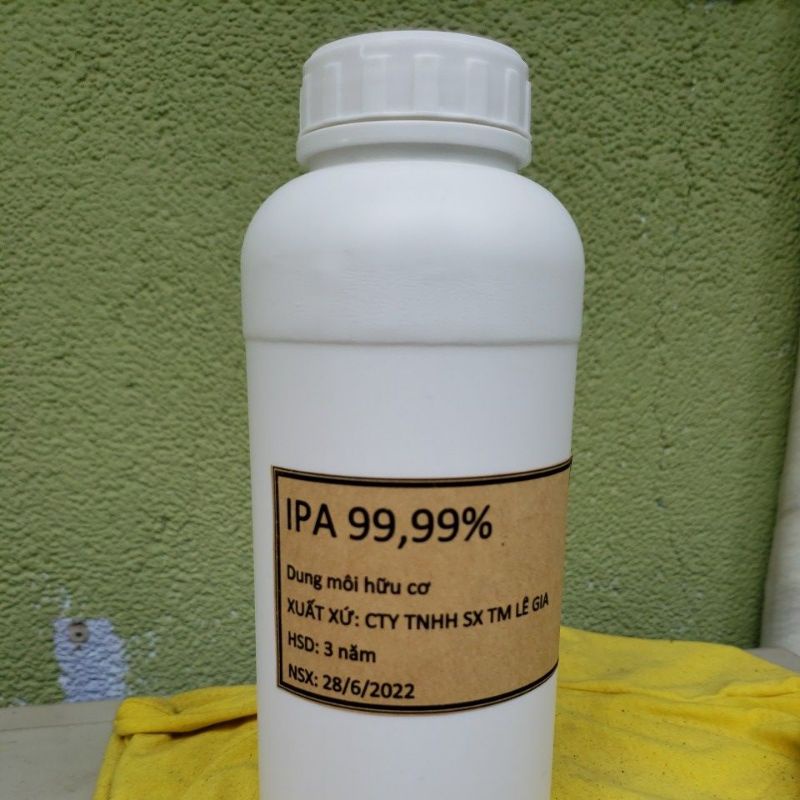 IPA 99,99%
Dung môi hữu cơ
XUẤT XỨ: CTY TNHH SX TM LÊ GIA
HSD: 3 năm
NSX: 28/6/2022